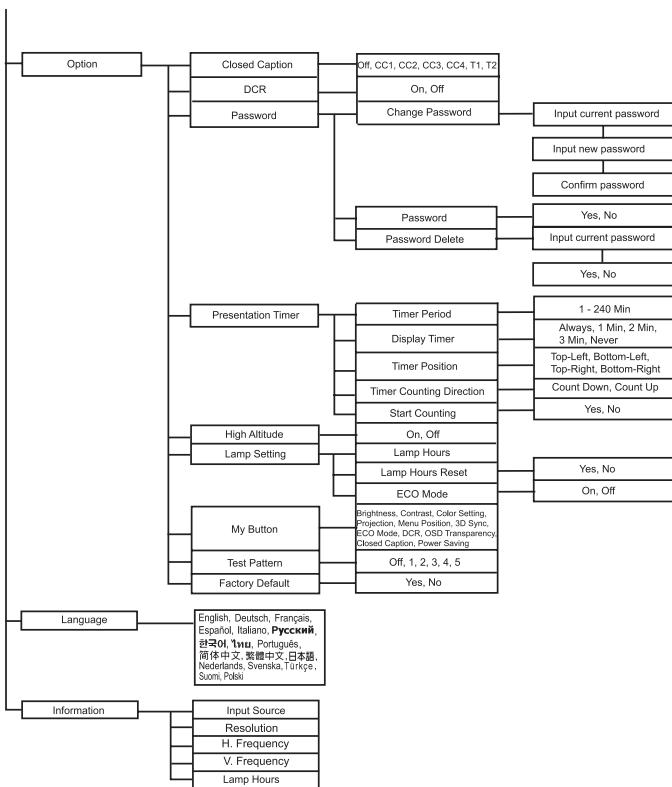 Option
Closed Caption
Off, CC1, CC2, CC3, CC4, T1, T2
DCR
On, Off
Password
Change Password
Input current password
Input new password
Confirm password
Password
Yes, No
Password Delete
Input current password
Yes, No
Presentation Timer
Timer Period
1 - 240 Min
Display Timer
Always, 1 Min, 2 Min,
3 Min, Never
Timer Position
Top-Left, Bottom-Left,
Top-Right, Bottom-Right
Timer Counting Direction
Count Down, Count Up
Start Counting
Yes, No
High Altitude
On, Off
Lamp Setting
Lamp Hours
Lamp Hours Reset
Yes, No
ECO Mode
On, Off
My Button
Brightness, Contrast, Color Setting,
Projection, Menu Position, 3D Sync,
ECO Mode, DCR, OSD Transparency,
Closed Caption, Power Saving
Test Pattern
Off, 1, 2, 3, 4, 5
Factory Default
Yes, No
Language
English, Deutsch, Français,
Español, Italiano, Русский,
한국어, ไทย, Português,
简体中文, 繁體中文, 日本語,
Nederlands, Svenska, Türkçe,
Suomi, Polski
Information
Input Source
Resolution
H. Frequency
V. Frequency
Lamp Hours